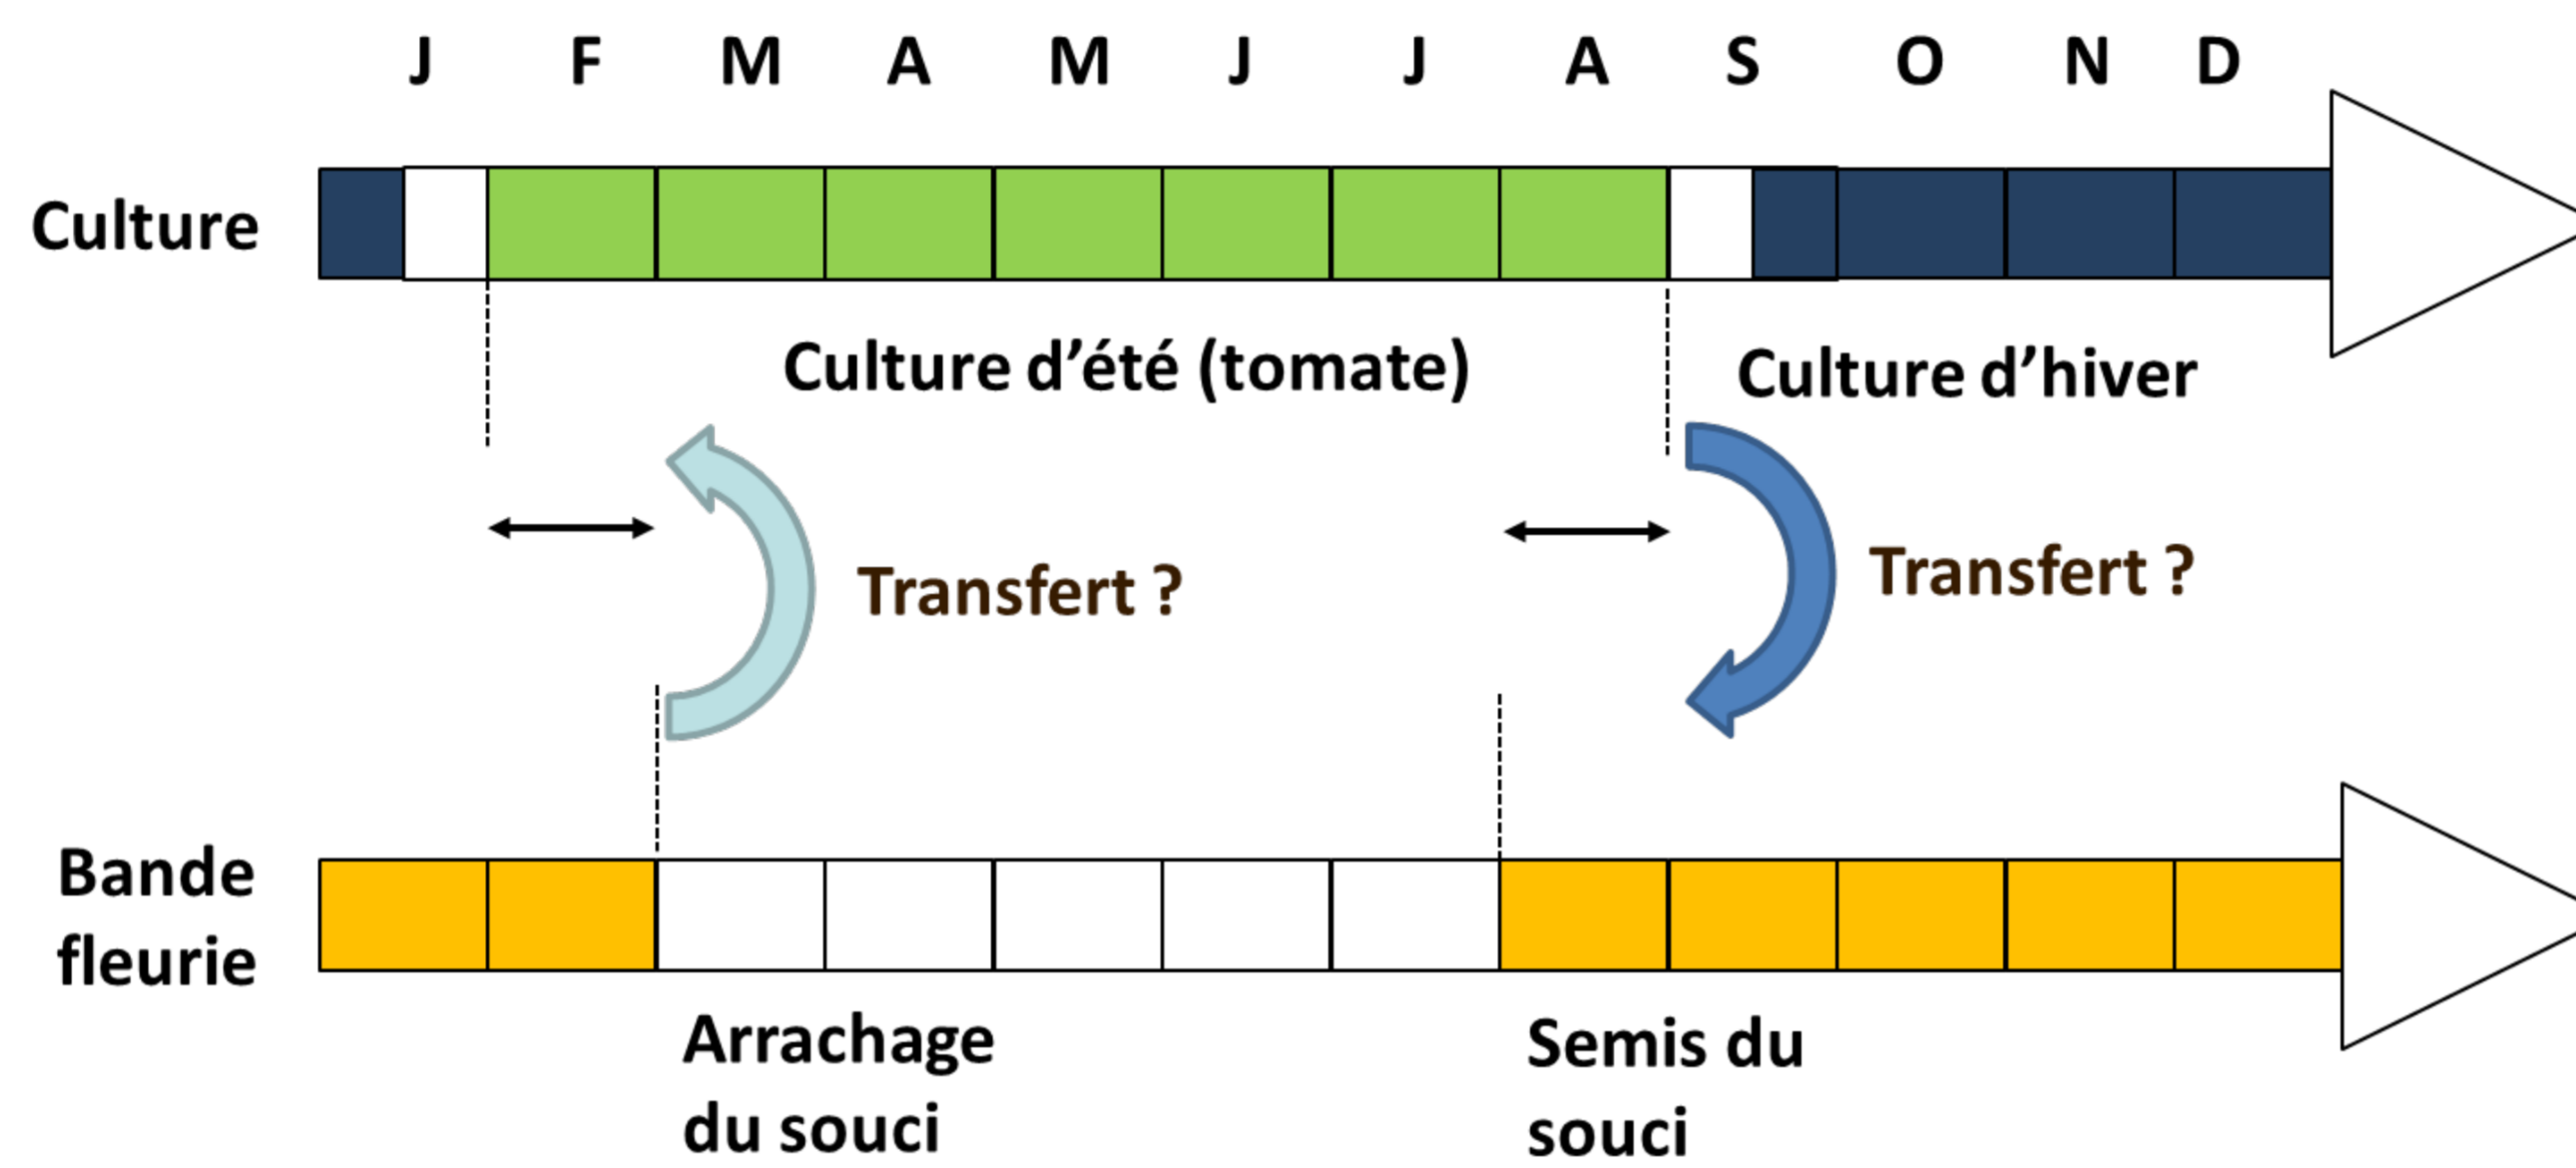 J F M A M J J A S O N D
Culture
Culture d’été (tomate)
Culture d’hiver
Transfert ?
Transfert ?
Bande
fleurie
Arrachage
du souci
Semis du
souci